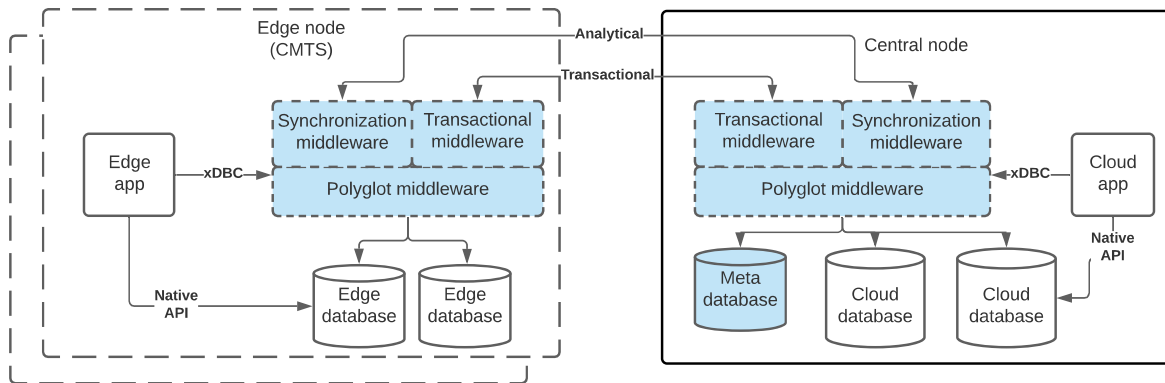 Edge node
(CMTS)
Analytical
Central node
Transactional
Synchronization
middleware
Transactional
middleware
Transactional
middleware
Synchronization
middleware
Edge
app
xDBC
Polyglot middleware
Polyglot middleware
xDBC
Cloud
app
Native
API
Edge
database
Edge
database
Meta
database
Cloud
database
Cloud
database
Native
API